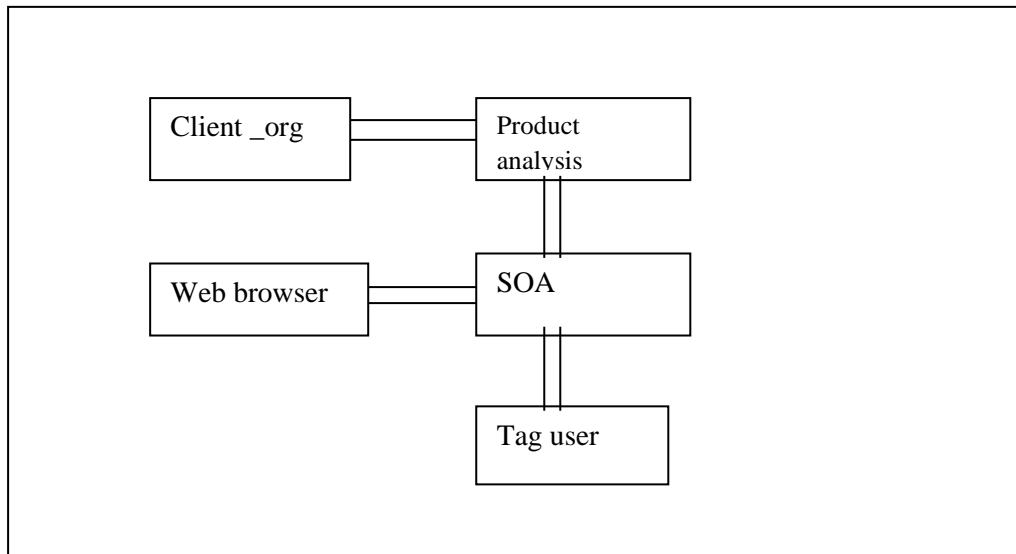 Client _org
Product
analysis
Web browser
SOA
Tag user